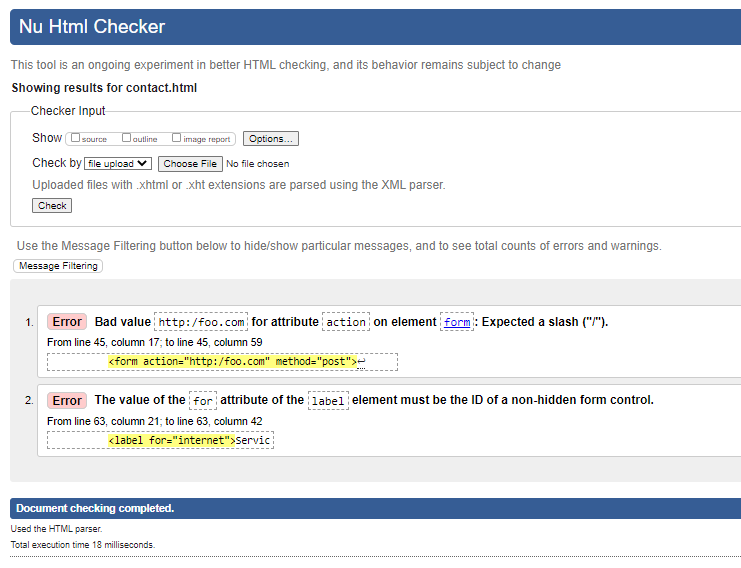 Nu Html Checker
This tool is an ongoing experiment in better HTML checking, and its behavior remains subject to change
Showing results for contact.html
Checker Input
Show source outline image report Options...
Check by file upload Choose File No file chosen
Uploaded files with .xhtml or .xht extensions are parsed using the XML parser.
Check
Use the Message Filtering button below to hide/show particular messages, and to see total counts of errors and warnings.
Message Filtering
1. Error Bad value http:/foo.com for attribute action on element form: Expected a slash ("/").
From line 45, column 17; to line 45, column 59
<form action="http:/foo.com" method="post">↩
2. Error The value of the for attribute of the label element must be the ID of a non-hidden form control.
From line 63, column 21; to line 63, column 42
<label for="internet">Servic
Document checking completed.
Used the HTML parser.
Total execution time 18 milliseconds.